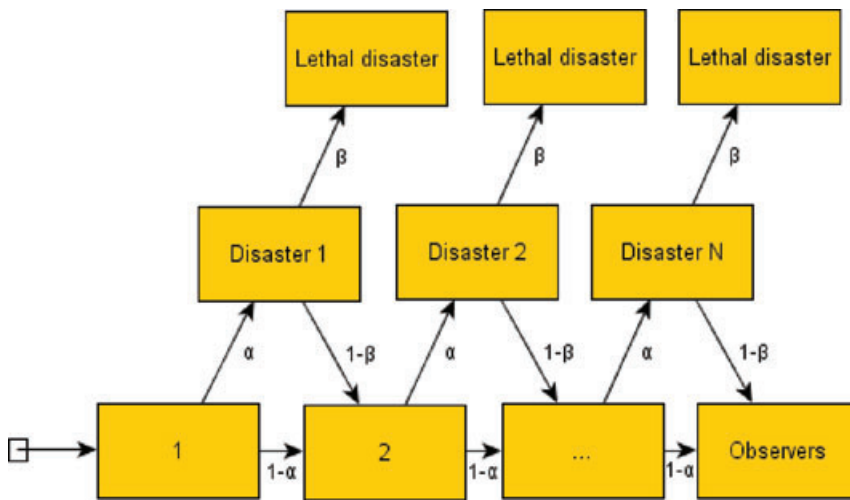 Lethal disaster
Lethal disaster
Lethal disaster
β
β
β
Disaster 1
Disaster 2
Disaster N
α
1-β
α
1-β
α
1-β
1
1-α
2
1-α
...
1-α
Observers